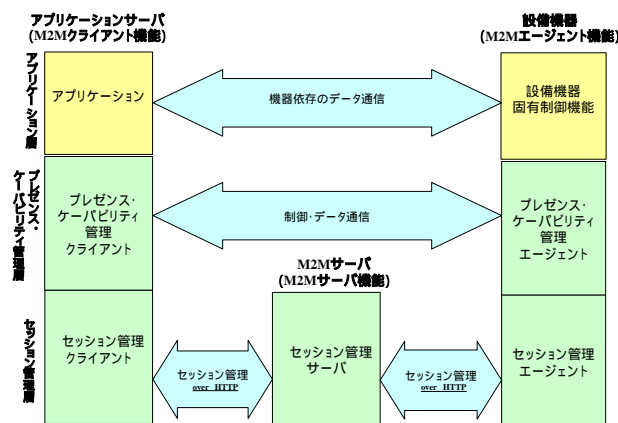 アプリケーションサーバ
(M2Mクライアント機能)
設備機器
(M2Mエージェント機能)
アプリケーション層
アプリケーション
機器依存のデータ通信
設備機器
固有制御機能
プレゼンス・
ケーパビリティ管理層
プレゼンス・
ケーパビリティ
管理
クライアント
制御・データ通信
プレゼンス・
ケーパビリティ
管理
エージェント
M2Mサーバ
(M2Mサーバ機能)
セッション管理層
セッション管理
クライアント
セッション管理
over HTTP
セッション管理
サーバ
セッション管理
over HTTP
セッション管理
エージェント